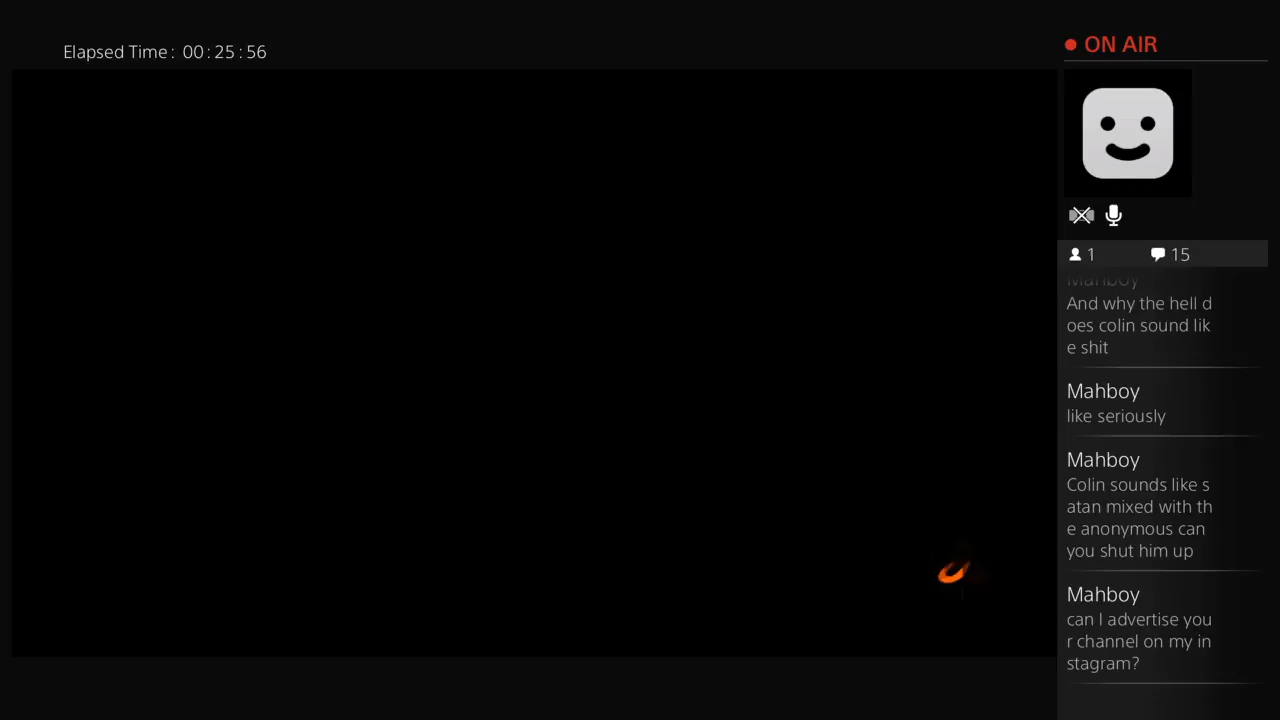 Elapsed Time: 00:25:56
ON AIR
1 15
Mahboy
And why the hell d
oes colin sound lik
e shit
Mahboy
like seriously
Mahboy
Colin sounds like s
atan mixed with th
e anonymous can
you shut him up
Mahboy
can I advertise you
r channel on my in
stagram?